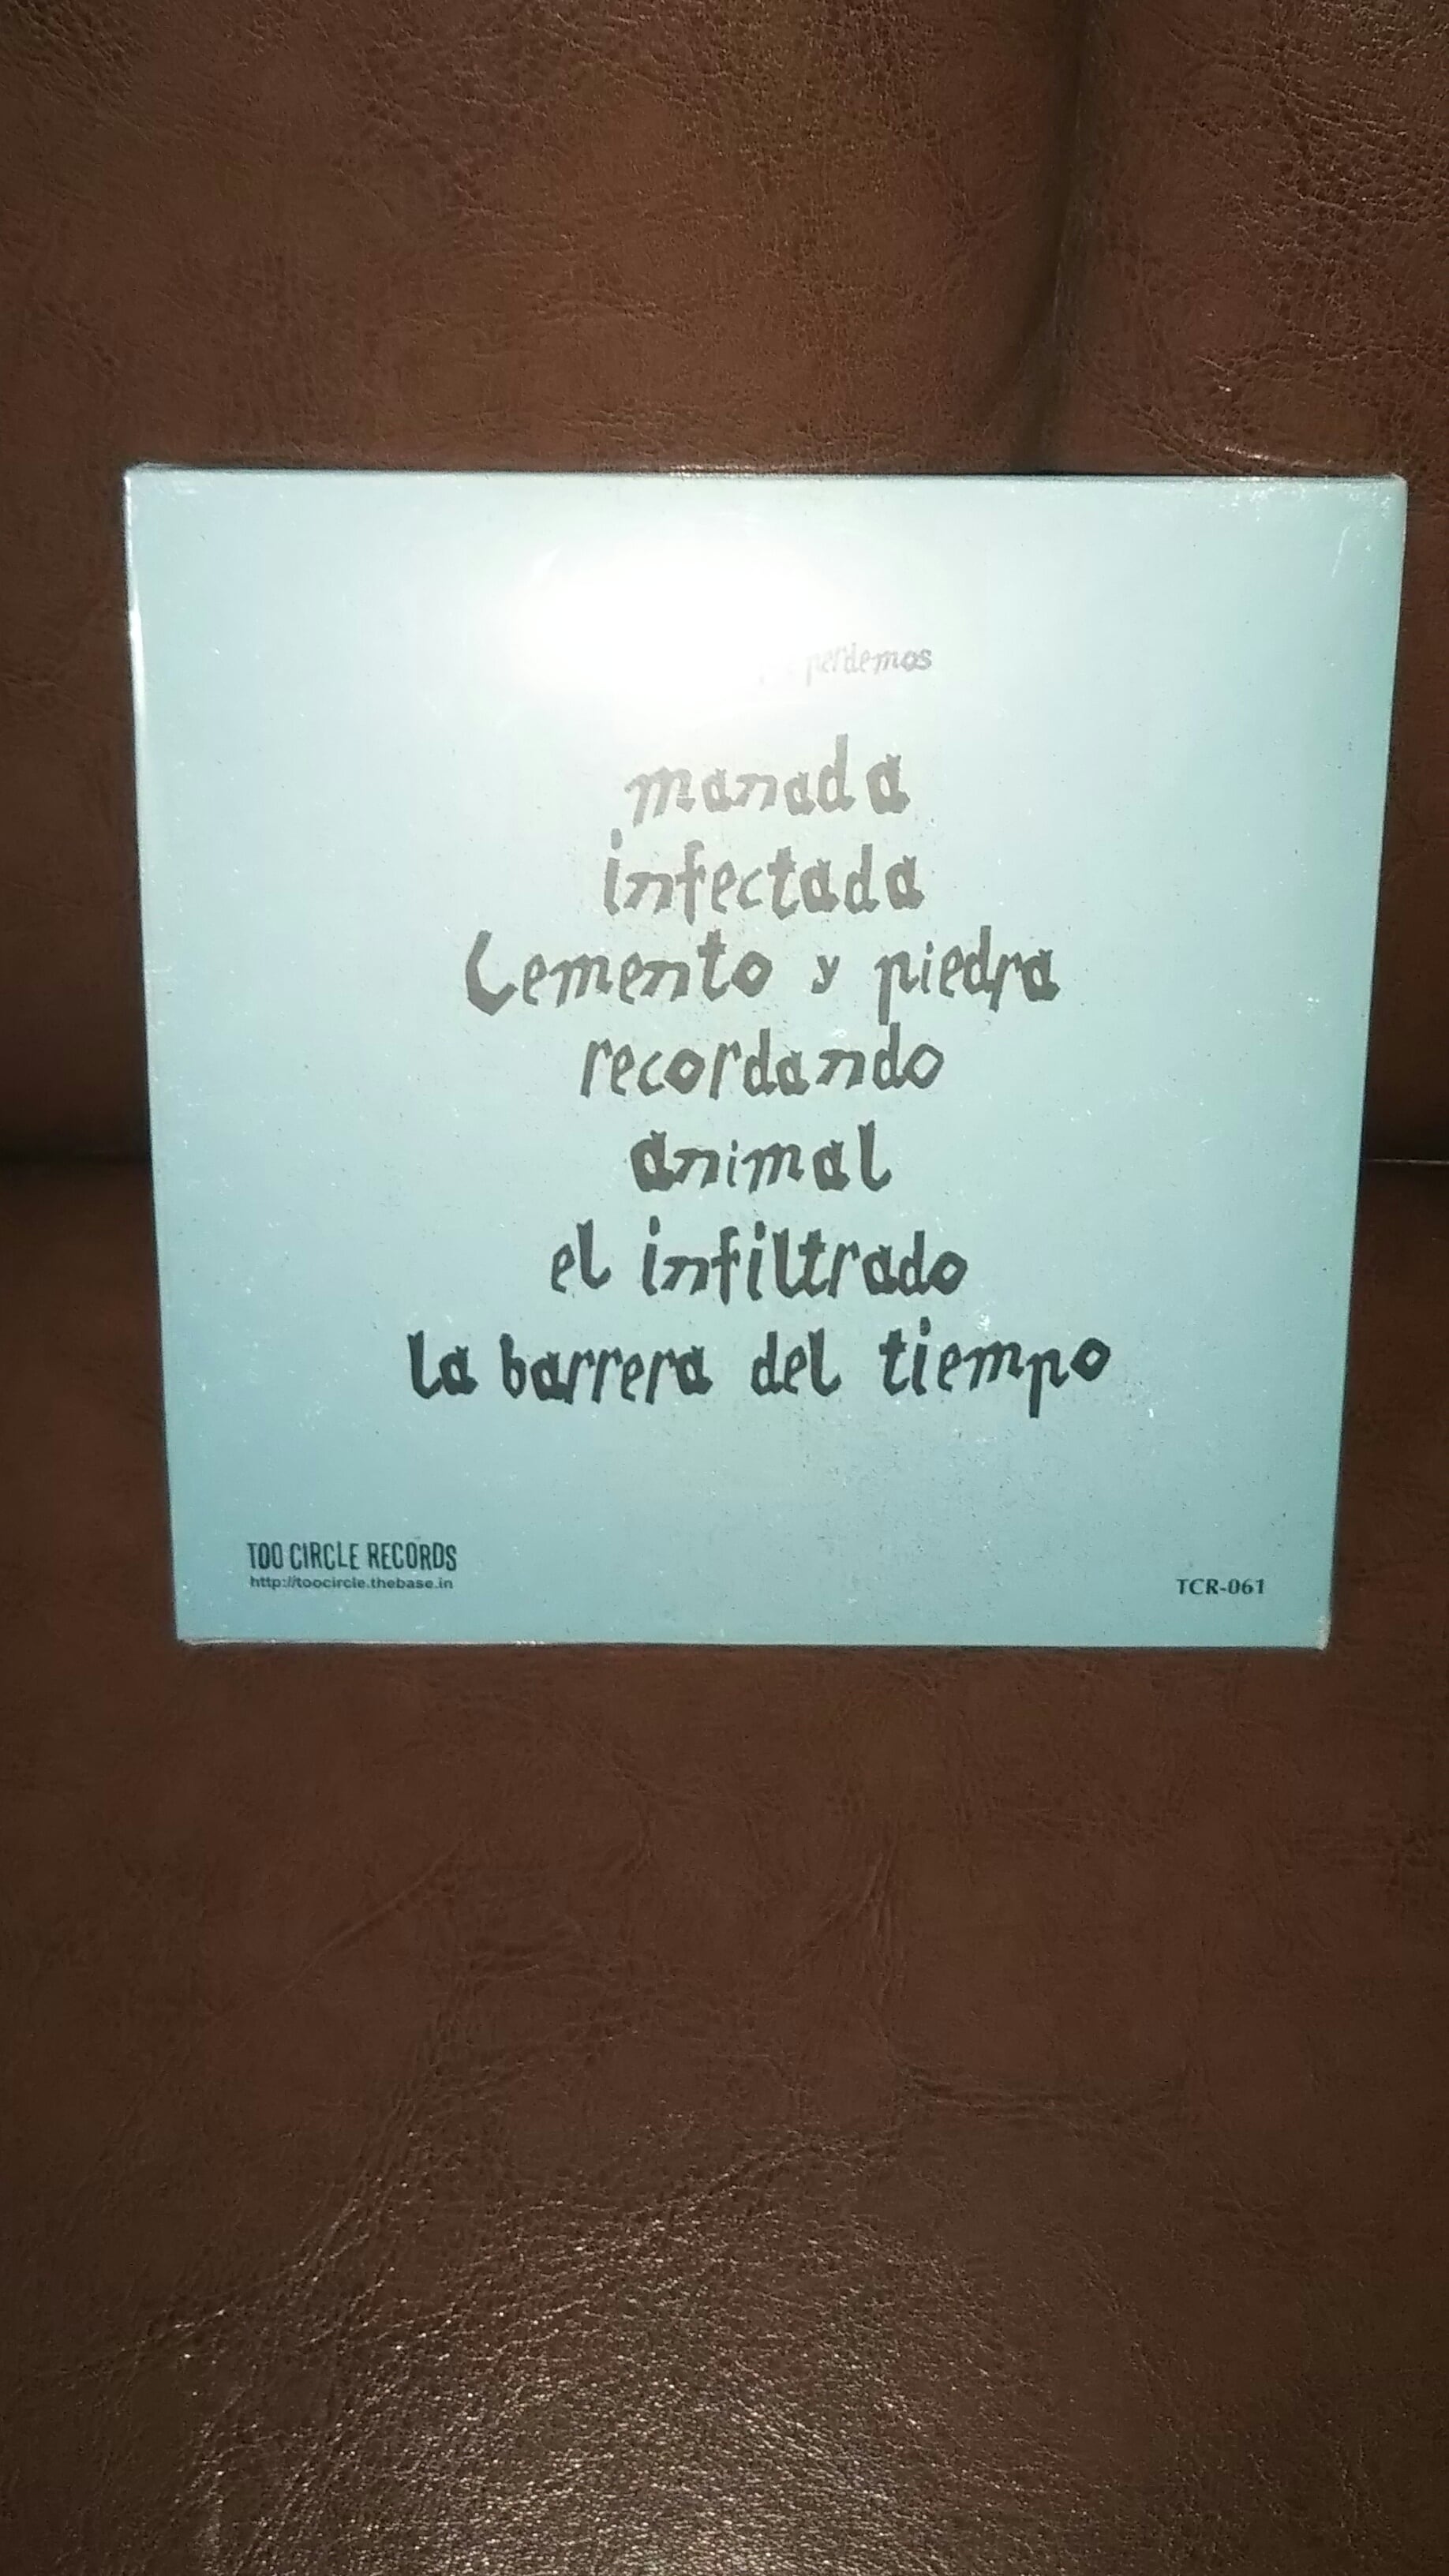 perdemos
manada
infectada
Cemento y piedra
recordando
animal
el infiltrado
la barrera del tiempo
TOO CIRCLE RECORDS
http://toocircle.thebase.in
TCR-061